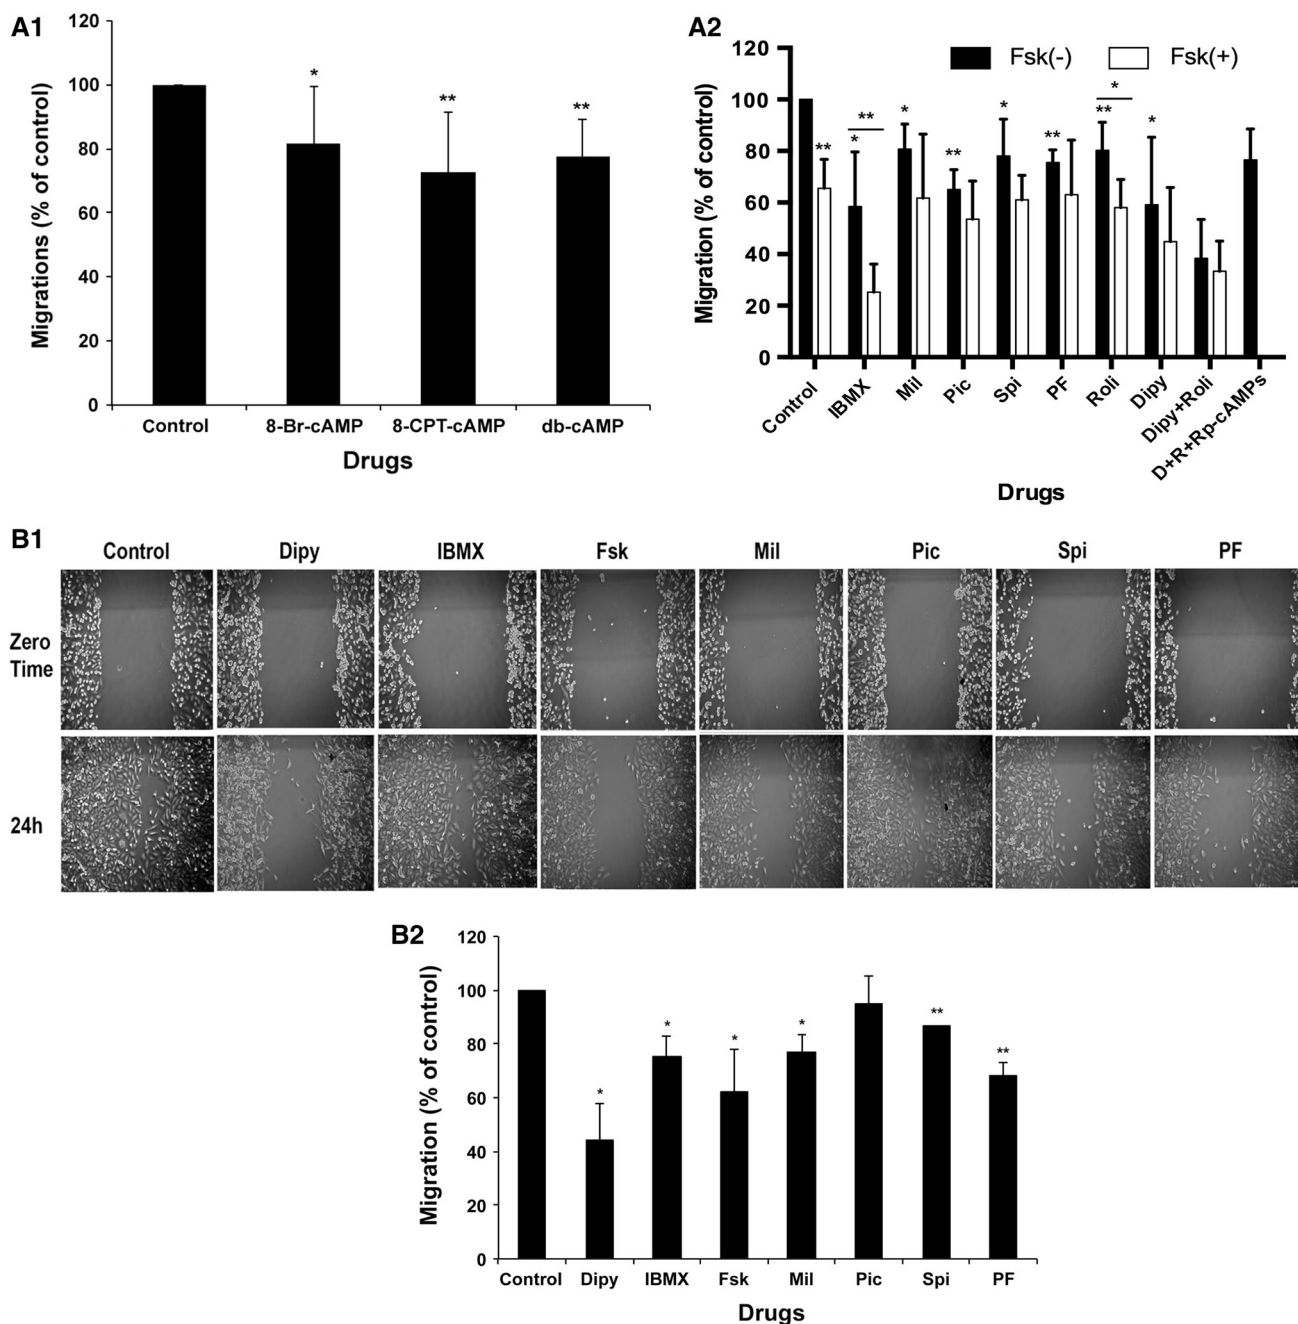 A1
120
100
80
60
40
20
0
Migrations (% of control)
*
**
**
Control 8-Br-cAMP 8-CPT-cAMP db-cAMP
Drugs
A2
Fsk(-) Fsk(+)
120
100
80
60
40
20
0
Migration (% of control)
**
**
*
*
**
*
**
*
**
*
Control IBMX Mil Pic Spi PF Roli Dipy Dipy+Roli D+R+Rp-cAMPs
Drugs
B1
Control Dipy IBMX Fsk Mil Pic Spi PF
Zero
Time
24h
B2
120
100
80
60
40
20
0
Migration (% of control)
*
*
*
*
**
**
Control Dipy IBMX Fsk Mil Pic Spi PF
Drugs